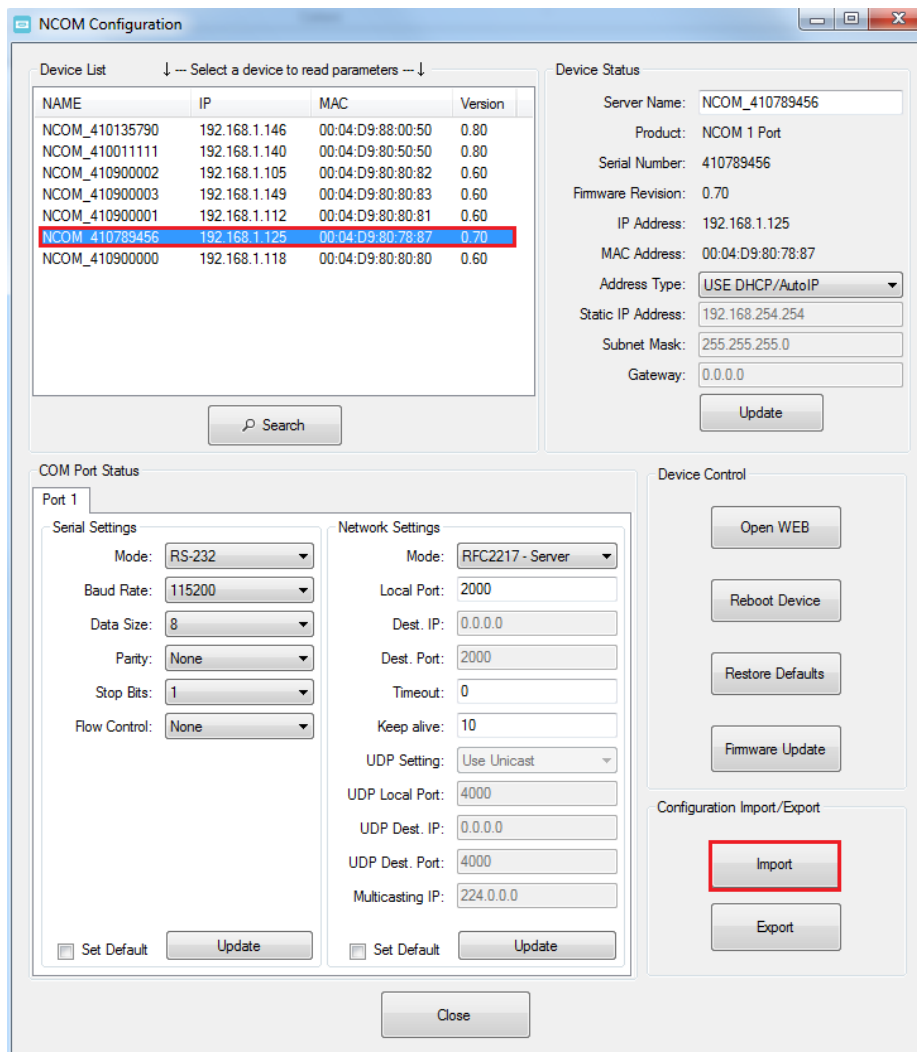 NCOM Configuration
Device List ↓ --- Select a device to read parameters --- ↓
NAME IP MAC Version
NCOM_410135790 192.168.1.146 00:04:D9:88:00:50 0.80
NCOM_410011111 192.168.1.140 00:04:D9:80:50:50 0.80
NCOM_410900002 192.168.1.105 00:04:D9:80:80:82 0.60
NCOM_410900003 192.168.1.149 00:04:D9:80:80:83 0.60
NCOM_410900001 192.168.1.112 00:04:D9:80:80:81 0.60
NCOM_410789456 192.168.1.125 00:04:D9:80:78:87 0.70
NCOM_410900000 192.168.1.118 00:04:D9:80:80:80 0.60
Search
Device Status
Server Name: NCOM_410789456
Product: NCOM 1 Port
Serial Number: 410789456
Firmware Revision: 0.70
IP Address: 192.168.1.125
MAC Address: 00:04:D9:80:78:87
Address Type: USE DHCP/AutoIP
Static IP Address: 192.168.254.254
Subnet Mask: 255.255.255.0
Gateway: 0.0.0.0
Update
COM Port Status
Port 1
Serial Settings
Mode: RS-232
Baud Rate: 115200
Data Size: 8
Parity: None
Stop Bits: 1
Flow Control: None
Set Default Update
Network Settings
Mode: RFC2217 - Server
Local Port: 2000
Dest. IP: 0.0.0.0
Dest. Port: 2000
Timeout: 0
Keep alive: 10
UDP Setting: Use Unicast
UDP Local Port: 4000
UDP Dest. IP: 0.0.0.0
UDP Dest. Port: 4000
Multicasting IP: 224.0.0.0
Set Default Update
Device Control
Open WEB
Reboot Device
Restore Defaults
Firmware Update
Configuration Import/Export
Import
Export
Close